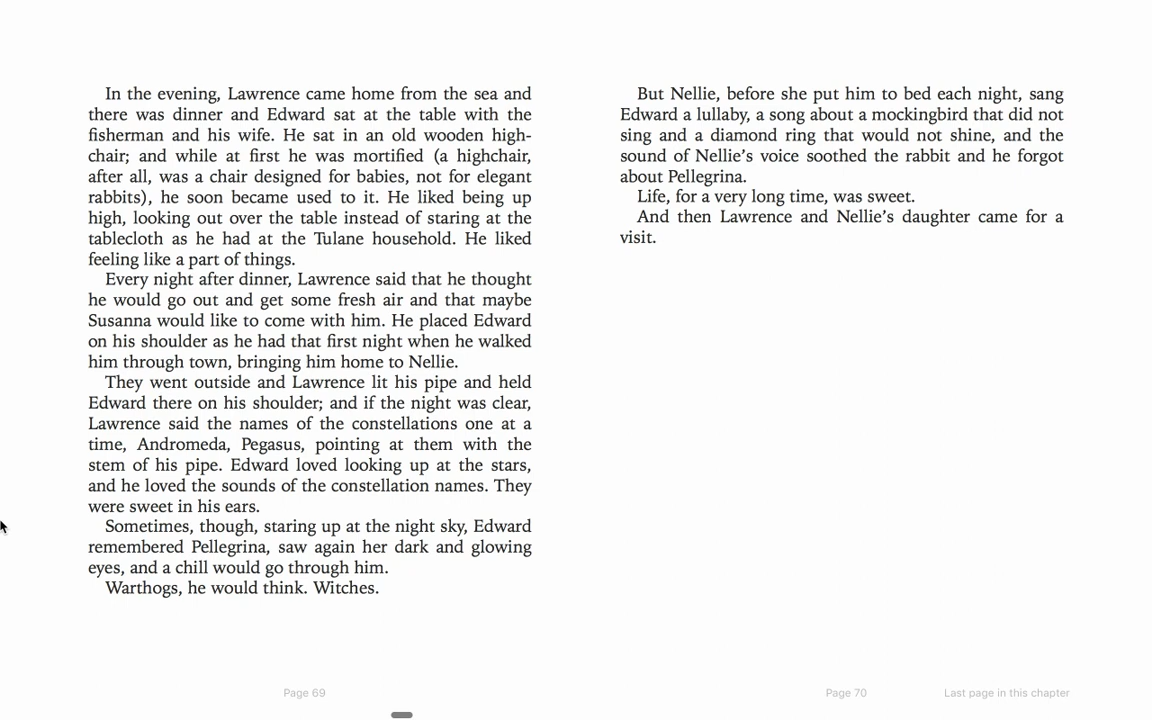 In the evening, Lawrence came home from the sea and
there was dinner and Edward sat at the table with the
fisherman and his wife. He sat in an old wooden high-
chair; and while at first he was mortified (a highchair,
after all, was a chair designed for babies, not for elegant
rabbits), he soon became used to it. He liked being up
high, looking out over the table instead of staring at the
tablecloth as he had at the Tulane household. He liked
feeling like a part of things.
Every night after dinner, Lawrence said that he thought
he would go out and get some fresh air and that maybe
Susanna would like to come with him. He placed Edward
on his shoulder as he had that first night when he walked
him through town, bringing him home to Nellie.
They went outside and Lawrence lit his pipe and held
Edward there on his shoulder; and if the night was clear,
Lawrence said the names of the constellations one at a
time, Andromeda, Pegasus, pointing at them with the
stem of his pipe. Edward loved looking up at the stars,
and he loved the sounds of the constellation names. They
were sweet in his ears.
Sometimes, though, staring up at the night sky, Edward
remembered Pellegrina, saw again her dark and glowing
eyes, and a chill would go through him.
Warthogs, he would think. Witches.
Page 69
But Nellie, before she put him to bed each night, sang
Edward a lullaby, a song about a mockingbird that did not
sing and a diamond ring that would not shine, and the
sound of Nellie’s voice soothed the rabbit and he forgot
about Pellegrina.
Life, for a very long time, was sweet.
And then Lawrence and Nellie’s daughter came for a
visit.
Page 70
Last page in this chapter